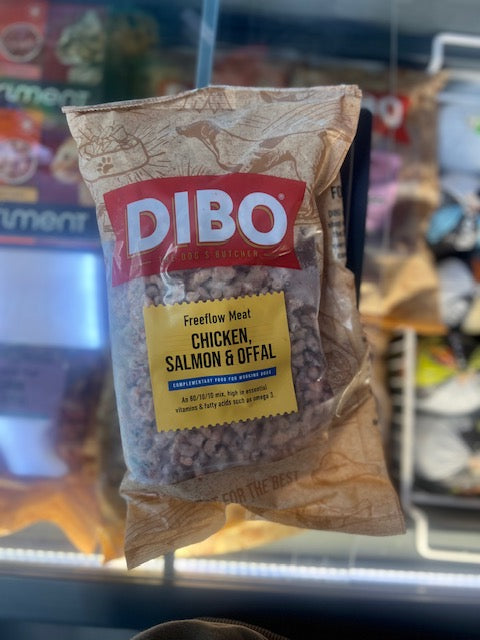 DIBO®
DOG'S BUTCHER
Freeflow Meat
CHICKEN,
SALMON & OFFAL
COMPLEMENTARY FOOD FOR WORKING DOGS
An 80/10/10 mix, high in essential
vitamins & fatty acids such as omega 3
FOR THE BEST